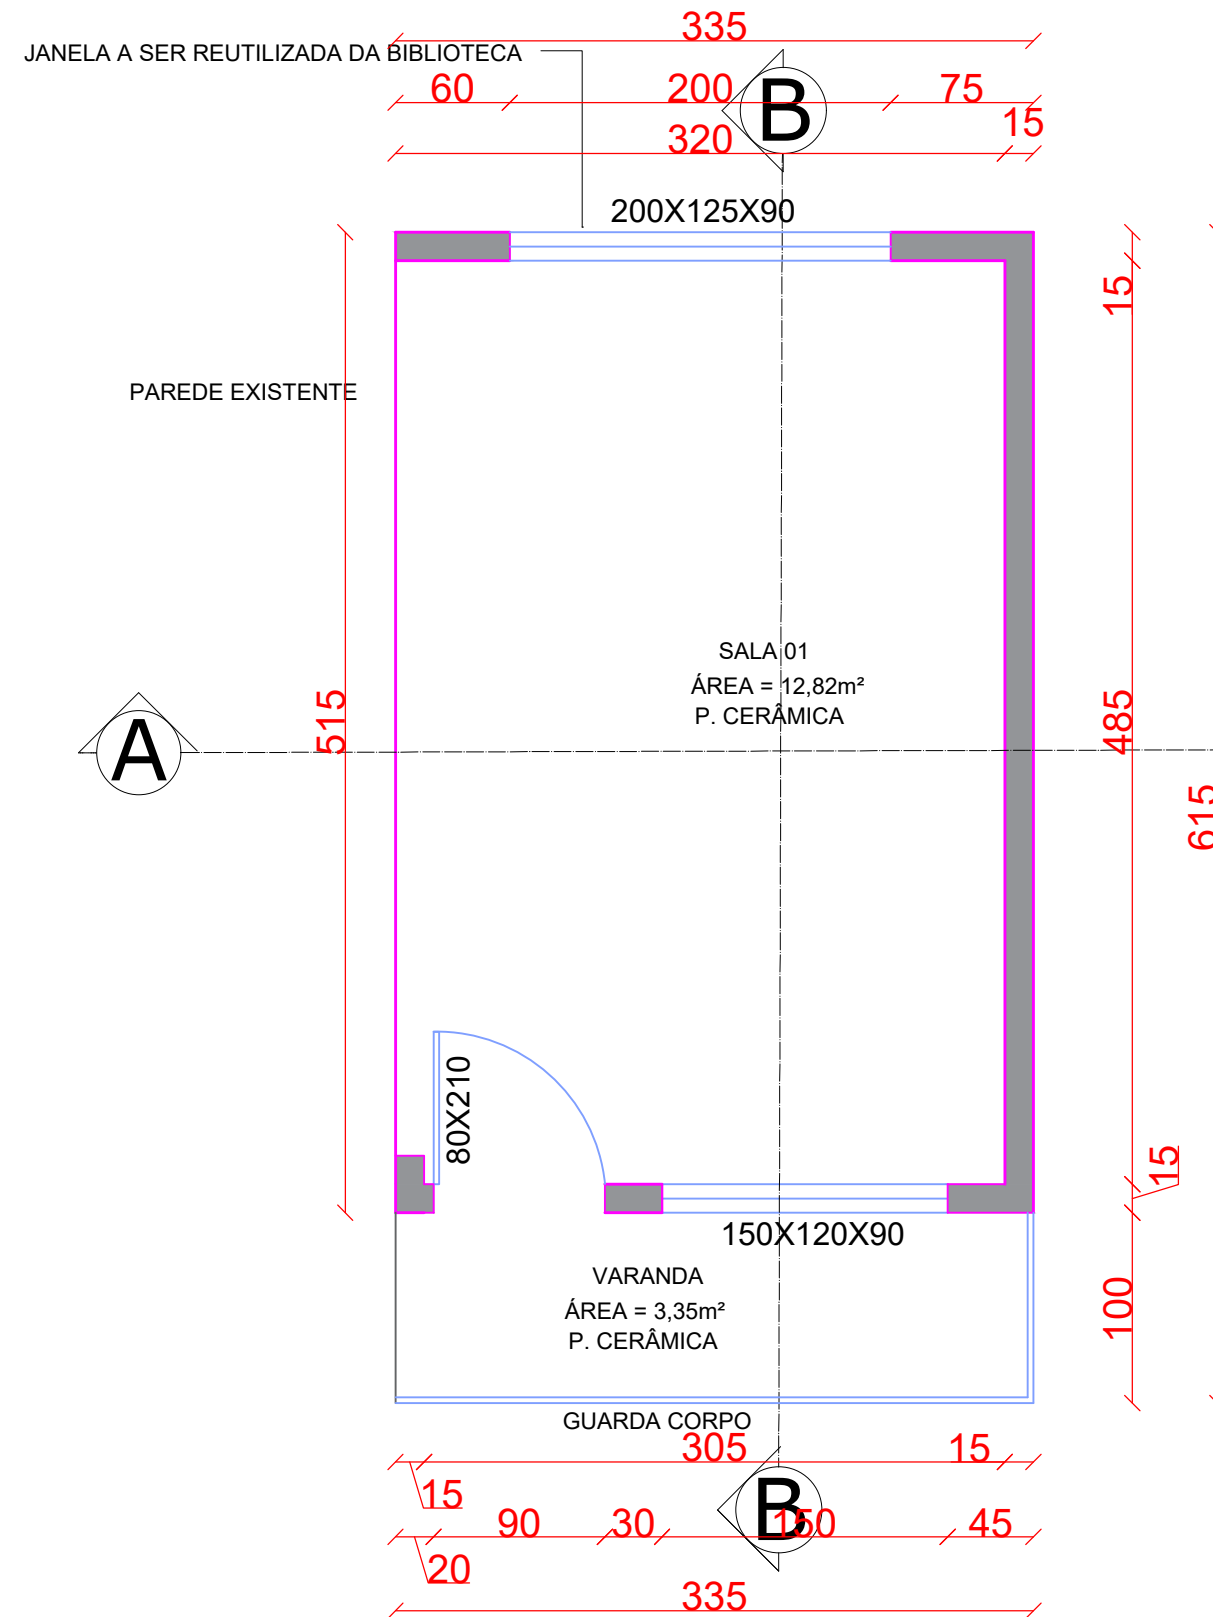 335
JANELA A SER REUTILIZADA DA BIBLIOTECA
60 200 75
B
15
320
200X125X90
15
PAREDE EXISTENTE
SALA 01
ÁREA = 12,82m²
P. CERÂMICA
515
485
A
615
80X210
15
150X120X90
VARANDA
ÁREA = 3,35m²
P. CERÂMICA
100
GUARDA CORPO
305 15
15
B
90 30 150 45
20
335